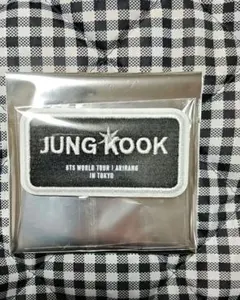 JUNG KOOK
BTS WORLD TOUR | ARIRANG
IN TOKYO